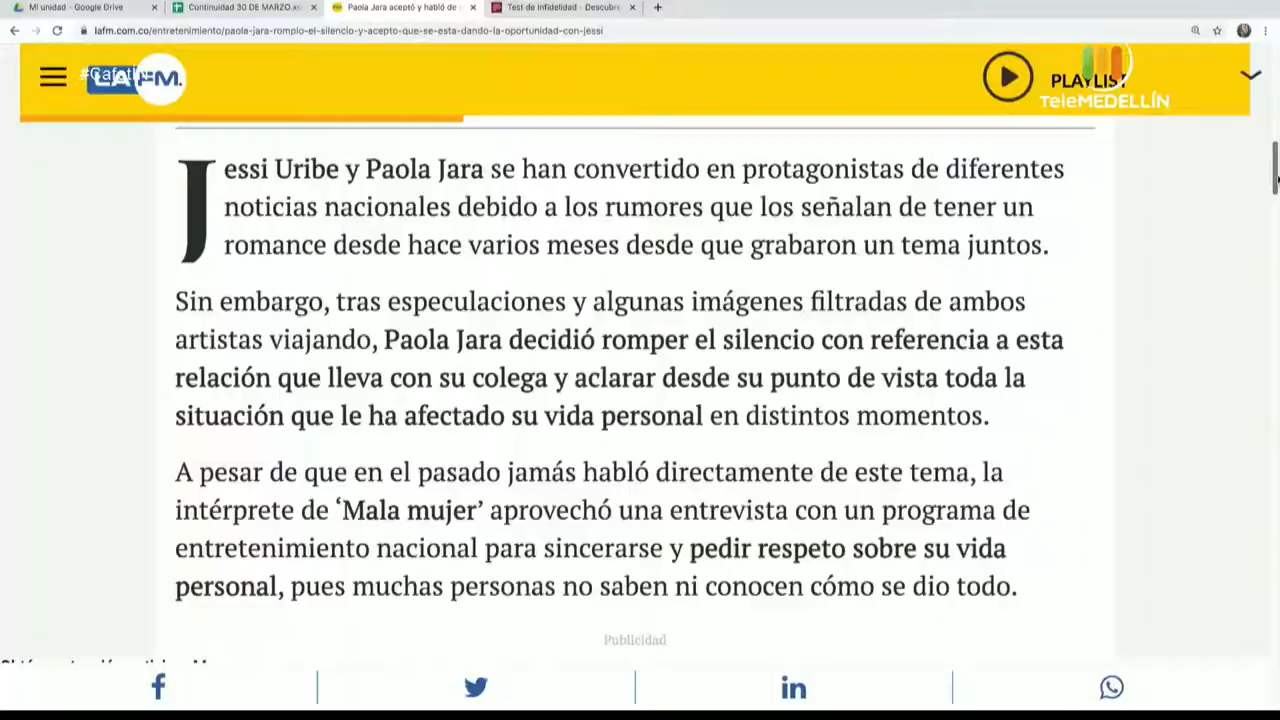 Mi unidad - Google Drive
Continuidad 30 DE MARZO.xl
Paola Jara aceptó y habló de
Test de infidelidad - Descubre
lafm.com.co/entretenimiento/paola-jara-rompio-el-silencio-y-acepto-que-se-esta-dando-la-oportunidad-con-jessi
LA FM.
PLAYLIST
TeleMEDELLÍN
Jessi Uribe y Paola Jara se han convertido en protagonistas de diferentes
noticias nacionales debido a los rumores que los señalan de tener un
romance desde hace varios meses desde que grabaron un tema juntos.
Sin embargo, tras especulaciones y algunas imágenes filtradas de ambos
artistas viajando, Paola Jara decidió romper el silencio con referencia a esta
relación que lleva con su colega y aclarar desde su punto de vista toda la
situación que le ha afectado su vida personal en distintos momentos.
A pesar de que en el pasado jamás habló directamente de este tema, la
intérprete de ‘Mala mujer’ aprovechó una entrevista con un programa de
entretenimiento nacional para sincerarse y pedir respeto sobre su vida
personal, pues muchas personas no saben ni conocen cómo se dio todo.
Publicidad